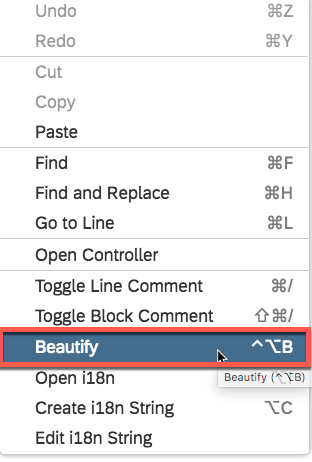 Undo ⌘Z
Redo ⌘Y
Cut
Copy
Paste
Find ⌘F
Find and Replace ⌘H
Go to Line ⌘L
Open Controller
Toggle Line Comment ⌘/
Toggle Block Comment ⇧⌘/
Beautify ^⌥B
Open i18n
Beautify (^⌥B)
Create i18n String ⌥C
Edit i18n String